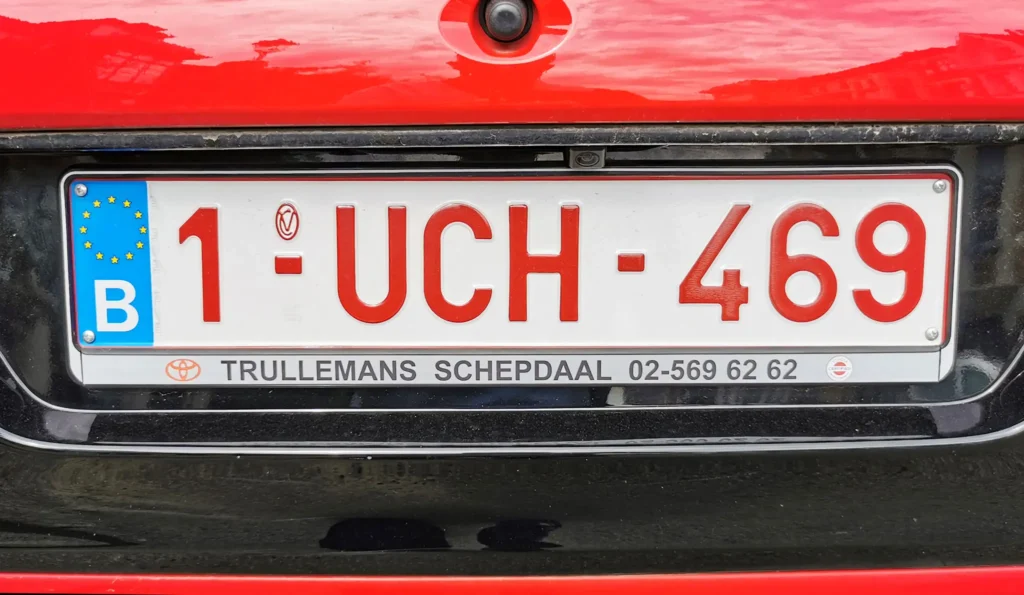 B 1-UCH-469
TRULLEMANS SCHEPDAAL 02-569 62 62